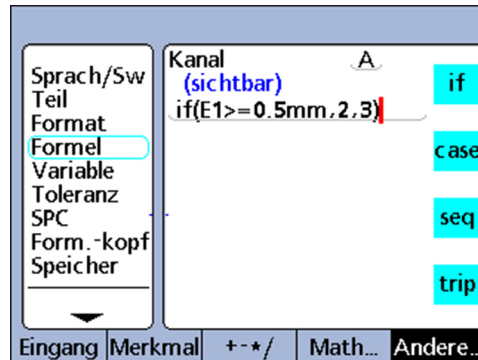 Sprach/Sw
Teil
Format
Formel
Variable
Toleranz
SPC
Form.-kopf
Speicher
Kanal A
(sichtbar)
if(E1>=0.5mm,2,3)
if
case
seq
trip
Eingang Merkmal +-*/ Math... Andere...